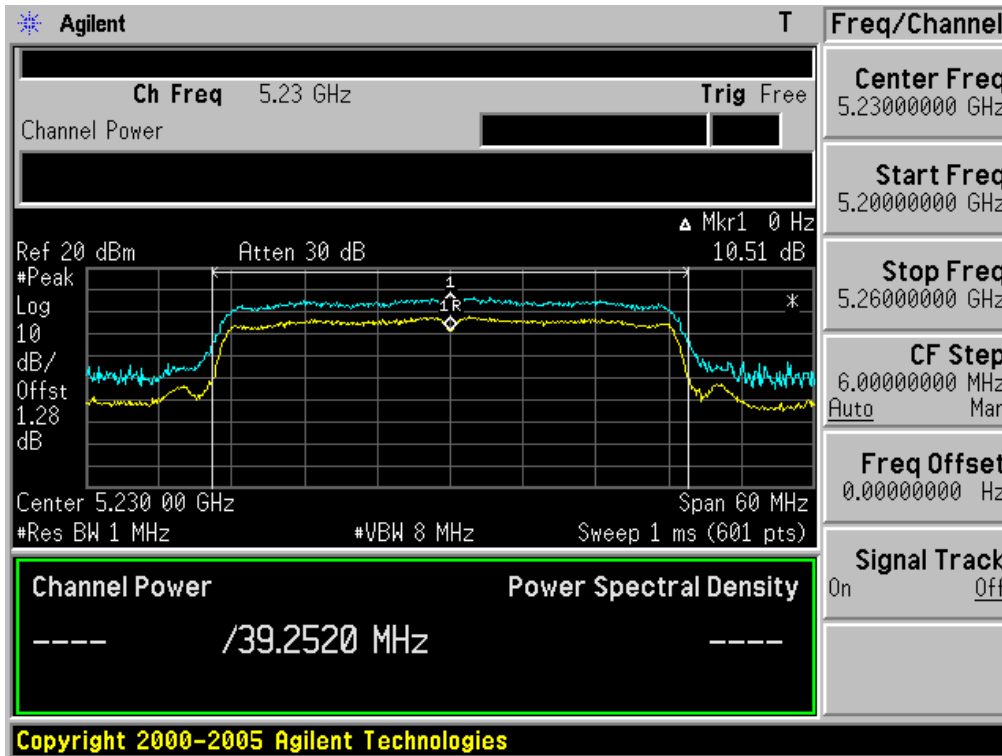 Agilent T
Ch Freq 5.23 GHz Trig Free
Channel Power
Δ Mkr1 0 Hz
Ref 20 dBm Atten 30 dB 10.51 dB
#Peak
Log
10
dB/
Offst
1.28
dB
1
1R
*
Center 5.230 00 GHz Span 60 MHz
#Res BW 1 MHz #VBW 8 MHz Sweep 1 ms (601 pts)
Channel Power Power Spectral Density
---- /39.2520 MHz ----
Copyright 2000-2005 Agilent Technologies
Freq/Channel
Center Freq
5.23000000 GHz
Start Freq
5.20000000 GHz
Stop Freq
5.26000000 GHz
CF Step
6.00000000 MHz
Auto Man
Freq Offset
0.00000000 Hz
Signal Track
On Off